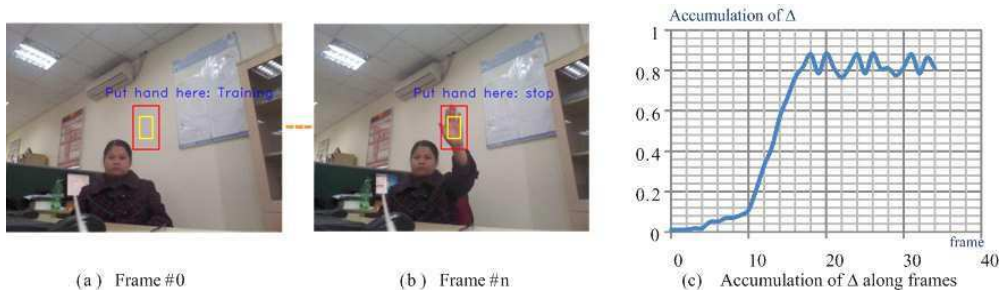 Put hand here: Training
Put hand here: stop
Accumulation of Δ
1
0.8
0.6
0.4
0.2
0
frame
0 10 20 30 40
(a) Frame #0
(b) Frame #n
(c) Accumulation of Δ along frames